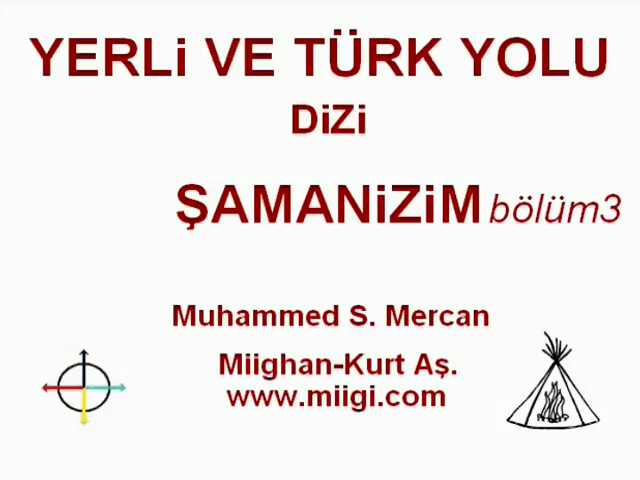 YERLi VE TÜRK YOLU
DiZi
ŞAMANiZiM bölüm3
Muhammed S. Mercan
Miighan-Kurt Aş.
www.miigi.com